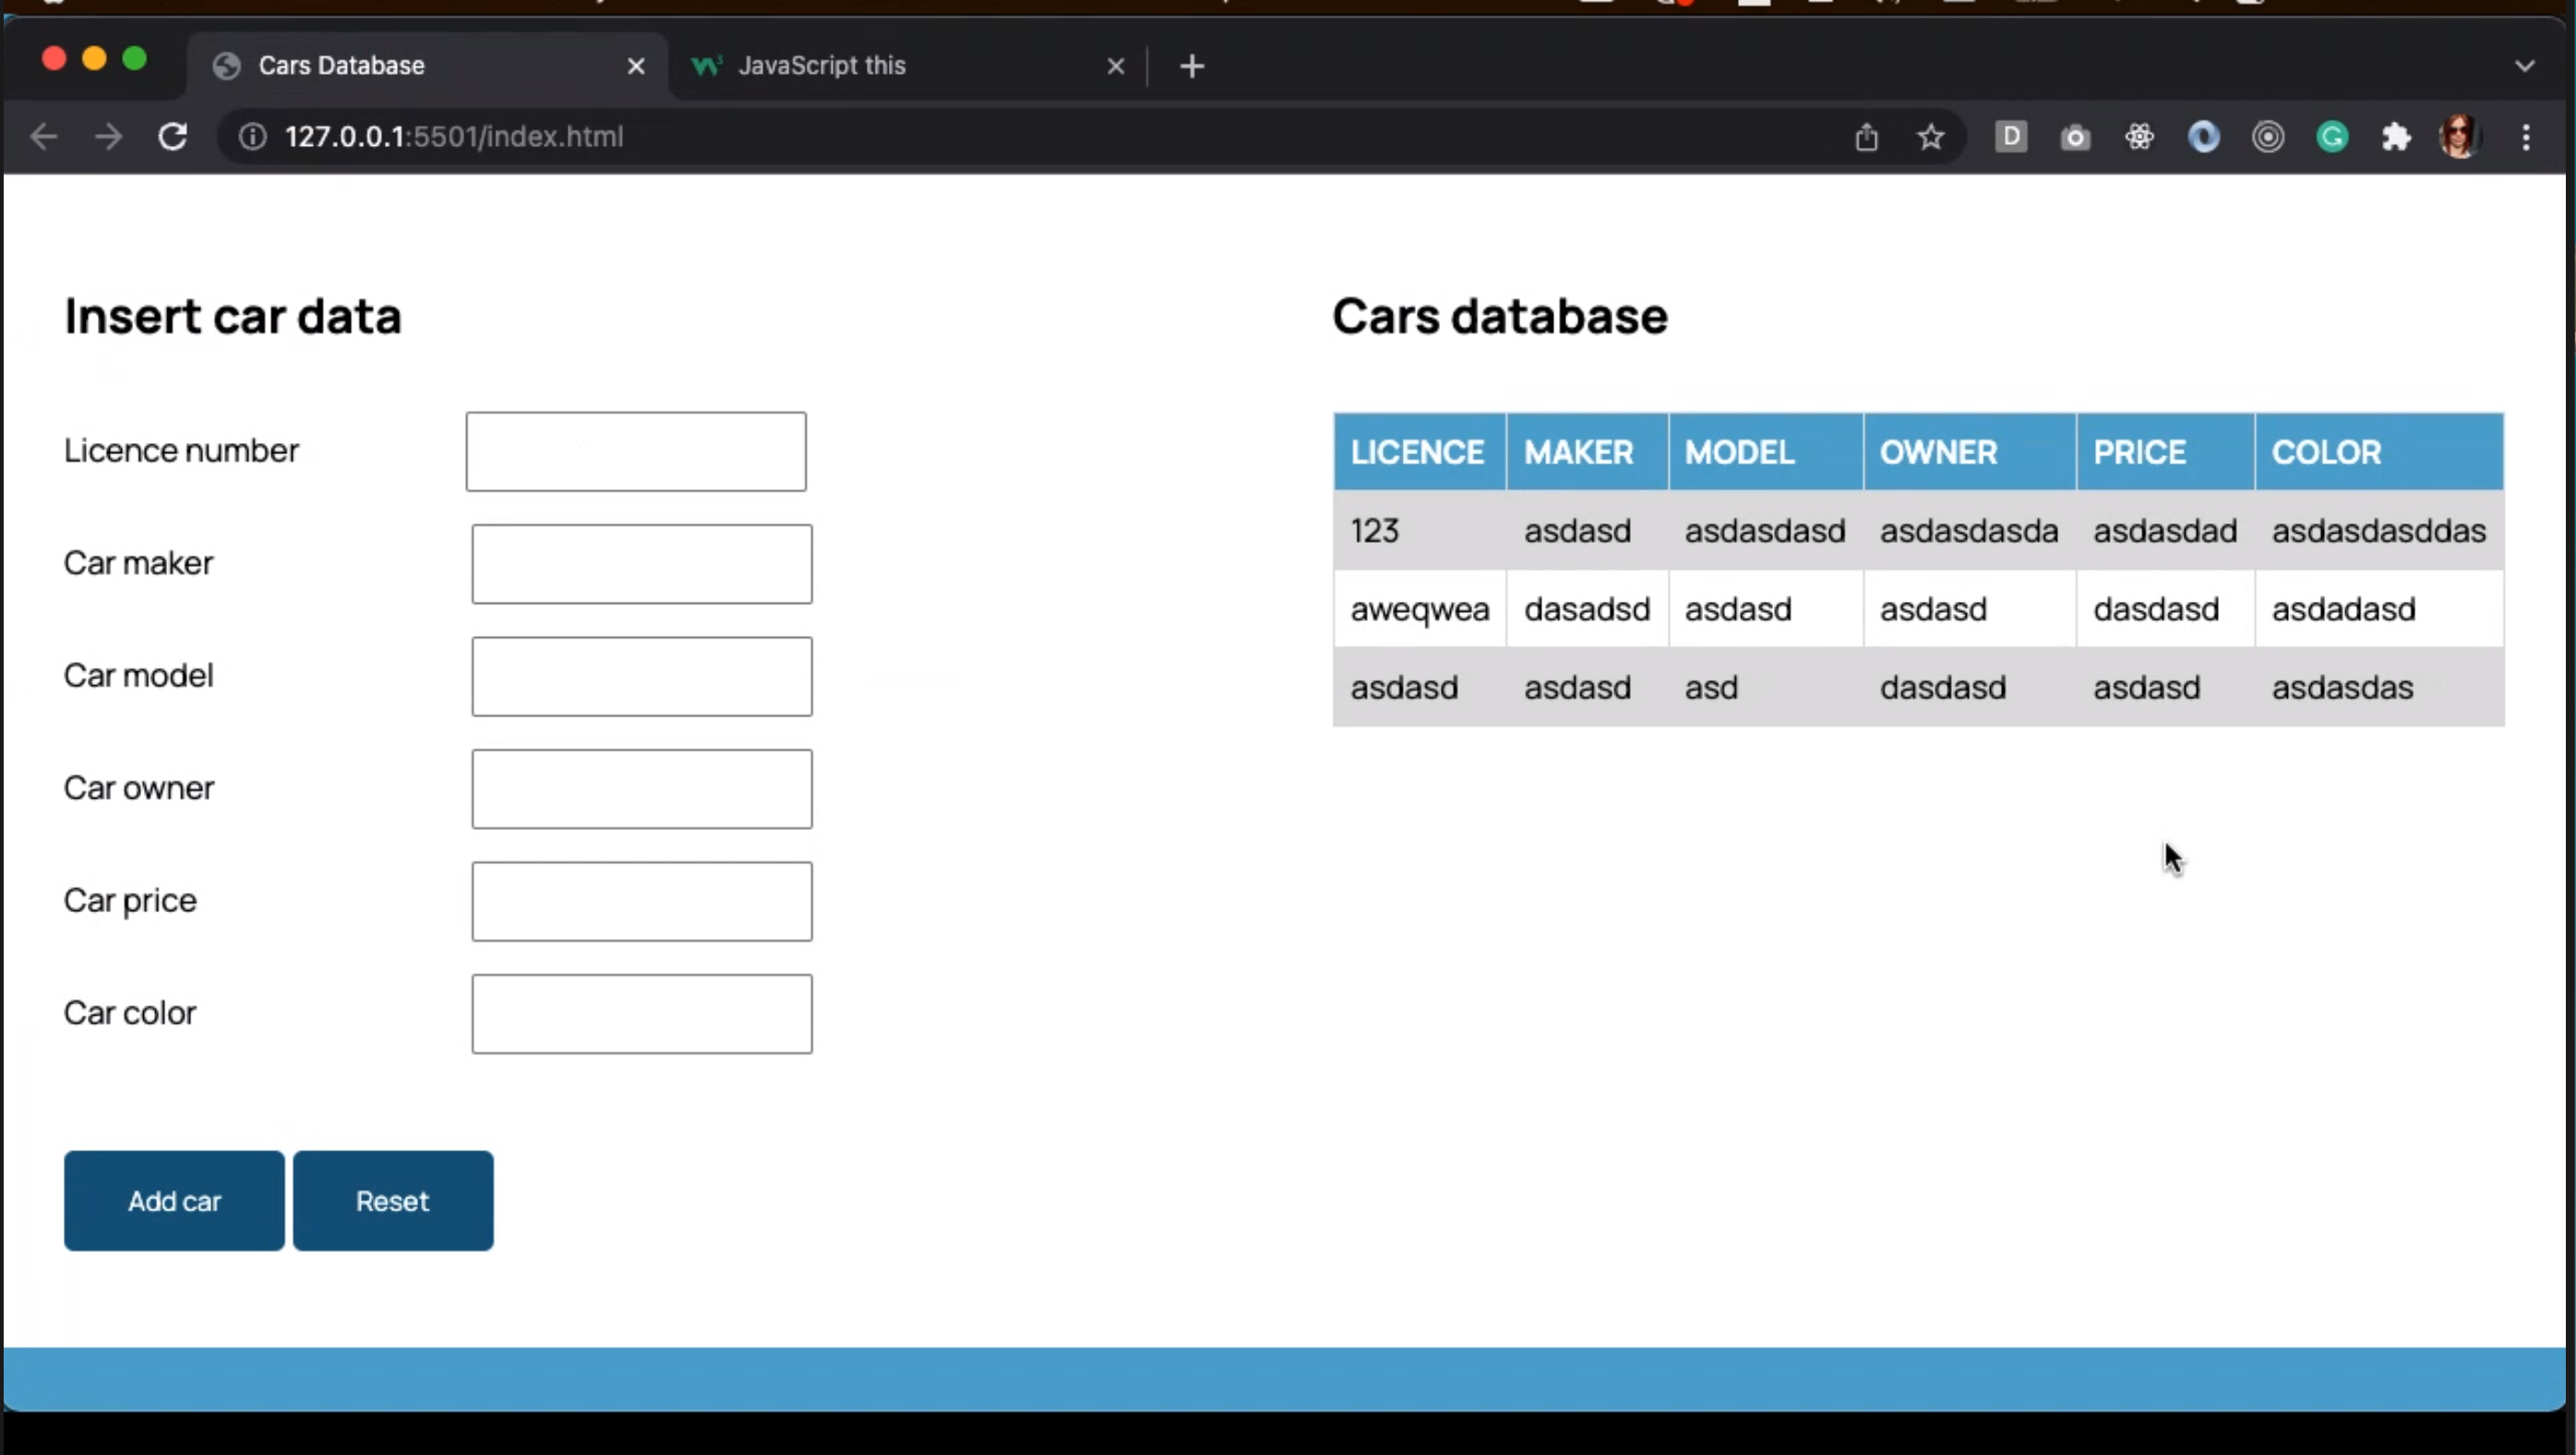 Cars Database
JavaScript this
127.0.0.1:5501/index.html
D
G
Insert car data
Licence number
Car maker
Car model
Car owner
Car price
Car color
Add car Reset
Cars database
LICENCE MAKER MODEL OWNER PRICE COLOR
123 asdasd asdasdasd asdasdasda asdasdad asdasdasddas
aweqwea dasadsd asdasd asdasd dasdasd asdadasd
asdasd asdasd asd dasdasd asdasd asdasdas